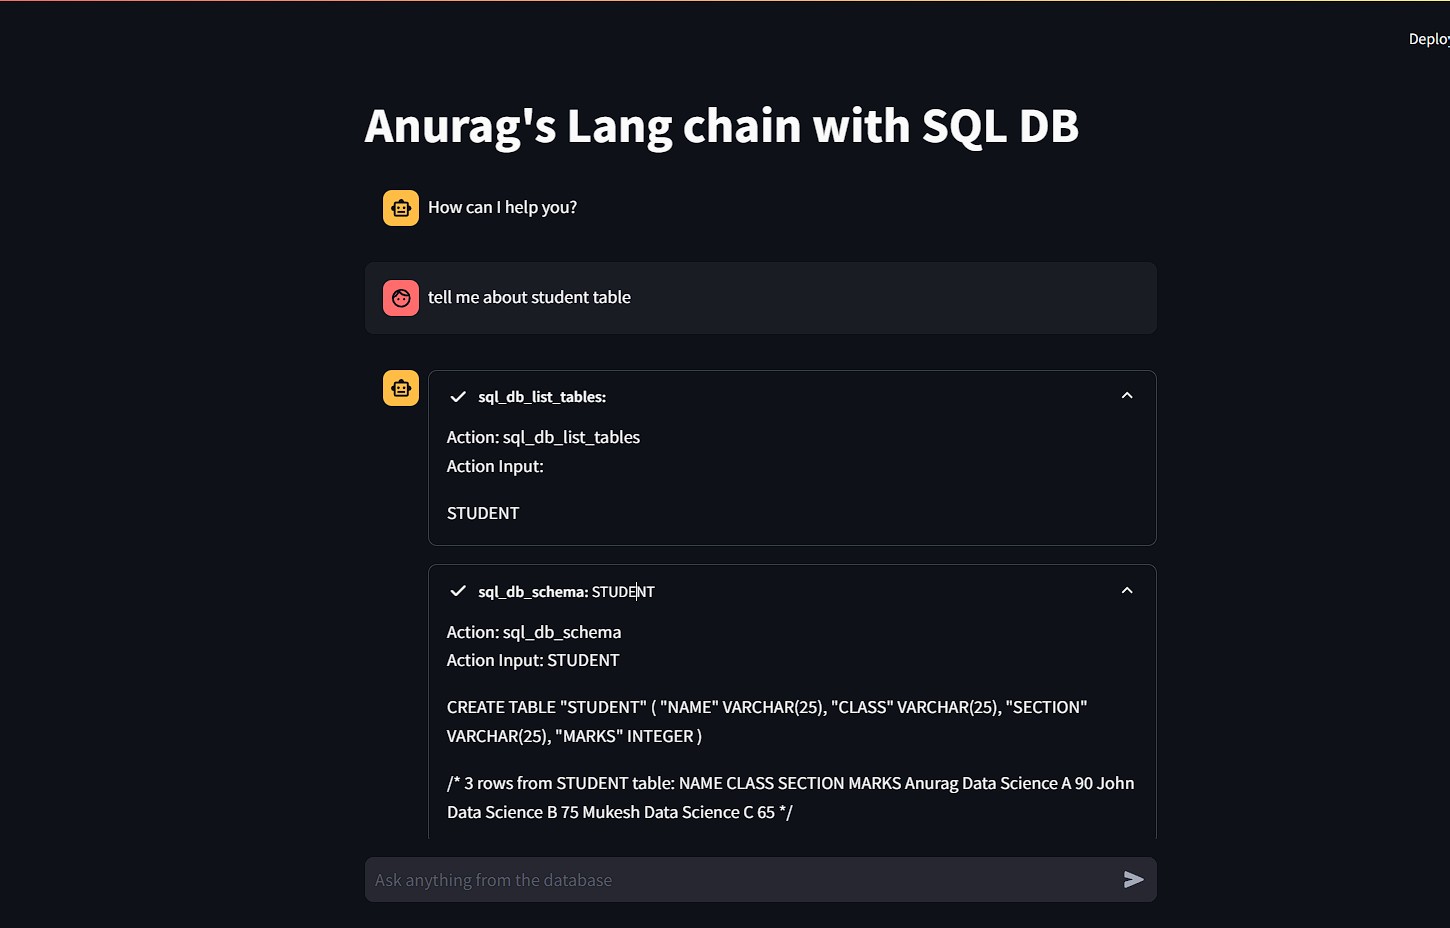 Anurag's Lang chain with SQL DB
How can I help you?
tell me about student table
sql_db_list_tables:
Action: sql_db_list_tables
Action Input:
STUDENT
sql_db_schema: STUDENT
Action: sql_db_schema
Action Input: STUDENT
CREATE TABLE "STUDENT" ( "NAME" VARCHAR(25), "CLASS" VARCHAR(25), "SECTION"
VARCHAR(25), "MARKS" INTEGER )
/* 3 rows from STUDENT table: NAME CLASS SECTION MARKS Anurag Data Science A 90 John
Data Science B 75 Mukesh Data Science C 65 */
Ask anything from the database